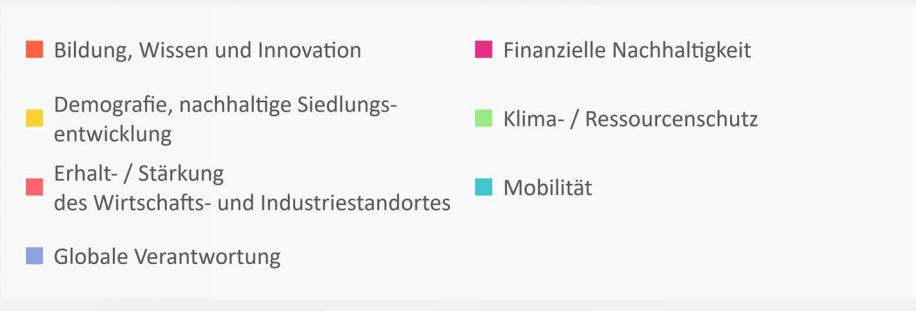 Bildung, Wissen und Innovation
Demografie, nachhaltige Siedlungs-
entwicklung
Erhalt- / Stärkung
des Wirtschafts- und Industriestandortes
Globale Verantwortung
Finanzielle Nachhaltigkeit
Klima- / Ressourcenschutz
Mobilität